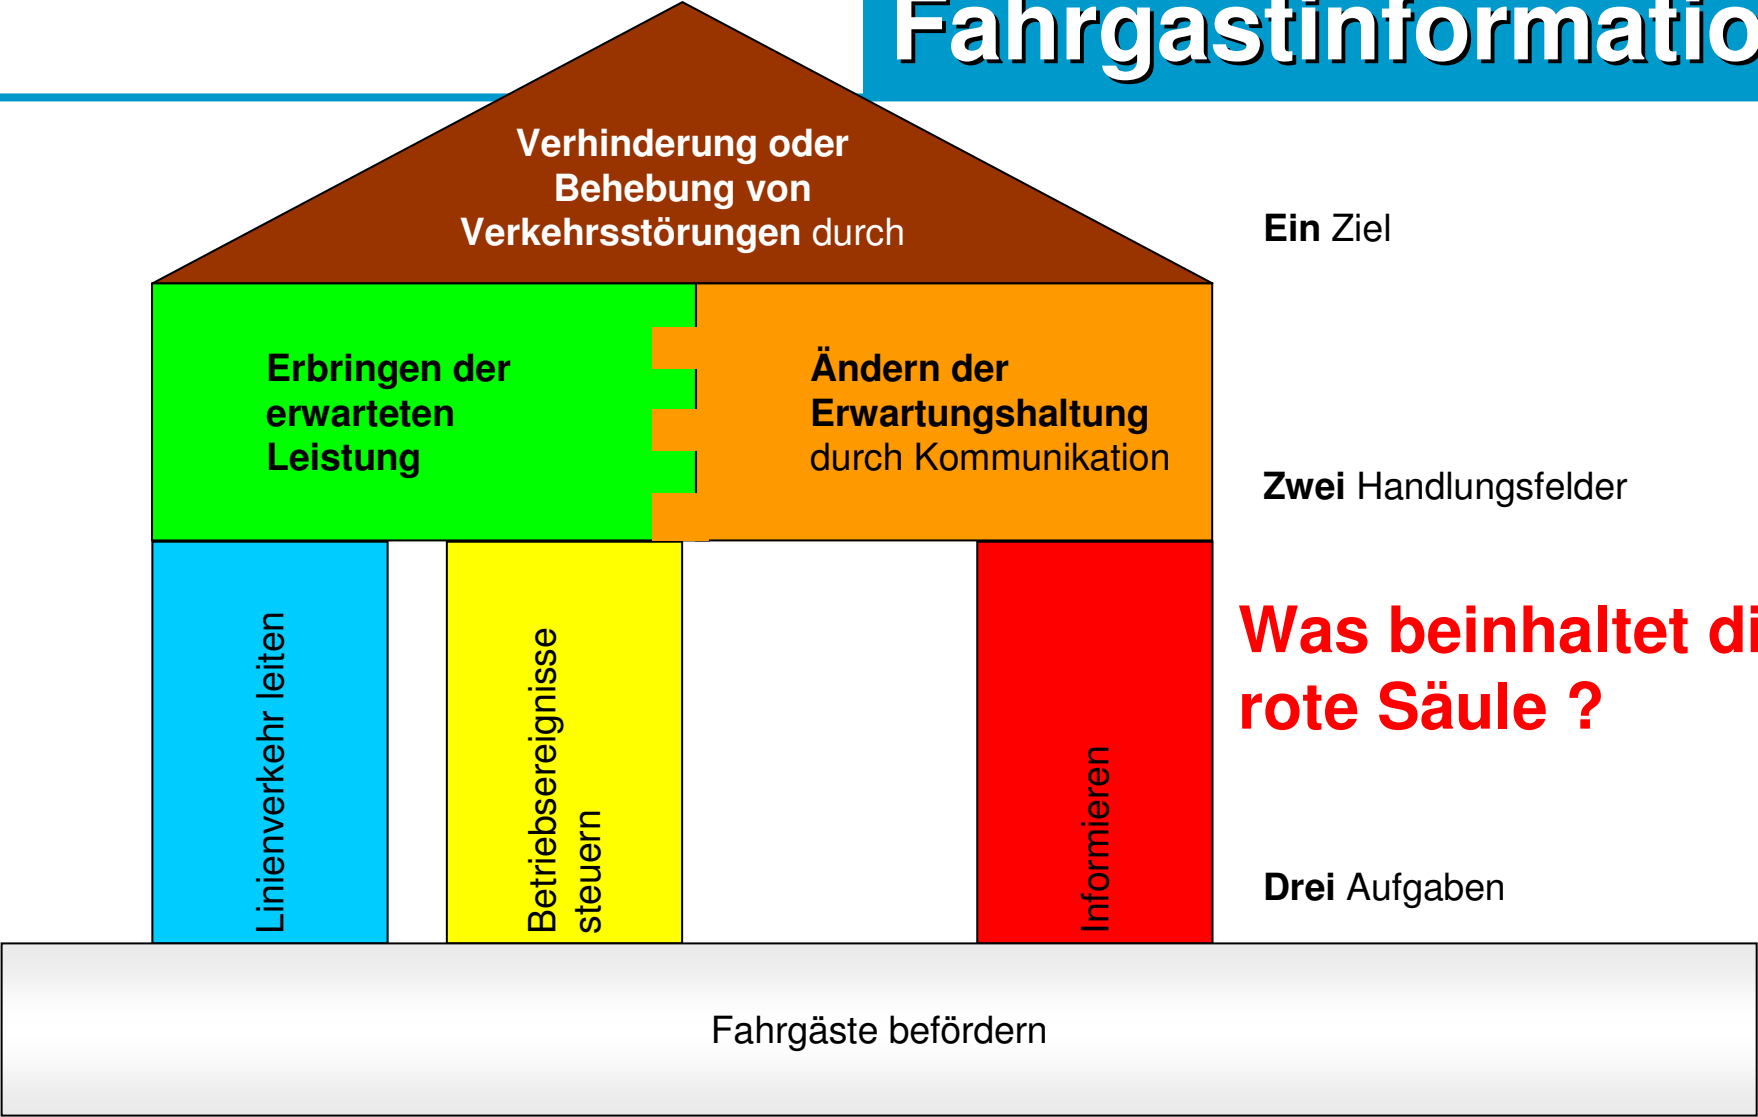 Fahrgastinformatio
Verhinderung oder
Behebung von
Verkehrsstörungen durch
Ein Ziel
Erbringen der
erwarteten
Leistung
Ändern der
Erwartungshaltung
durch Kommunikation
Zwei Handlungsfelder
Linienverkehr leiten
Betriebsereignisse
steuern
Informieren
Was beinhaltet di
rote Säule ?
Drei Aufgaben
Fahrgäste befördern